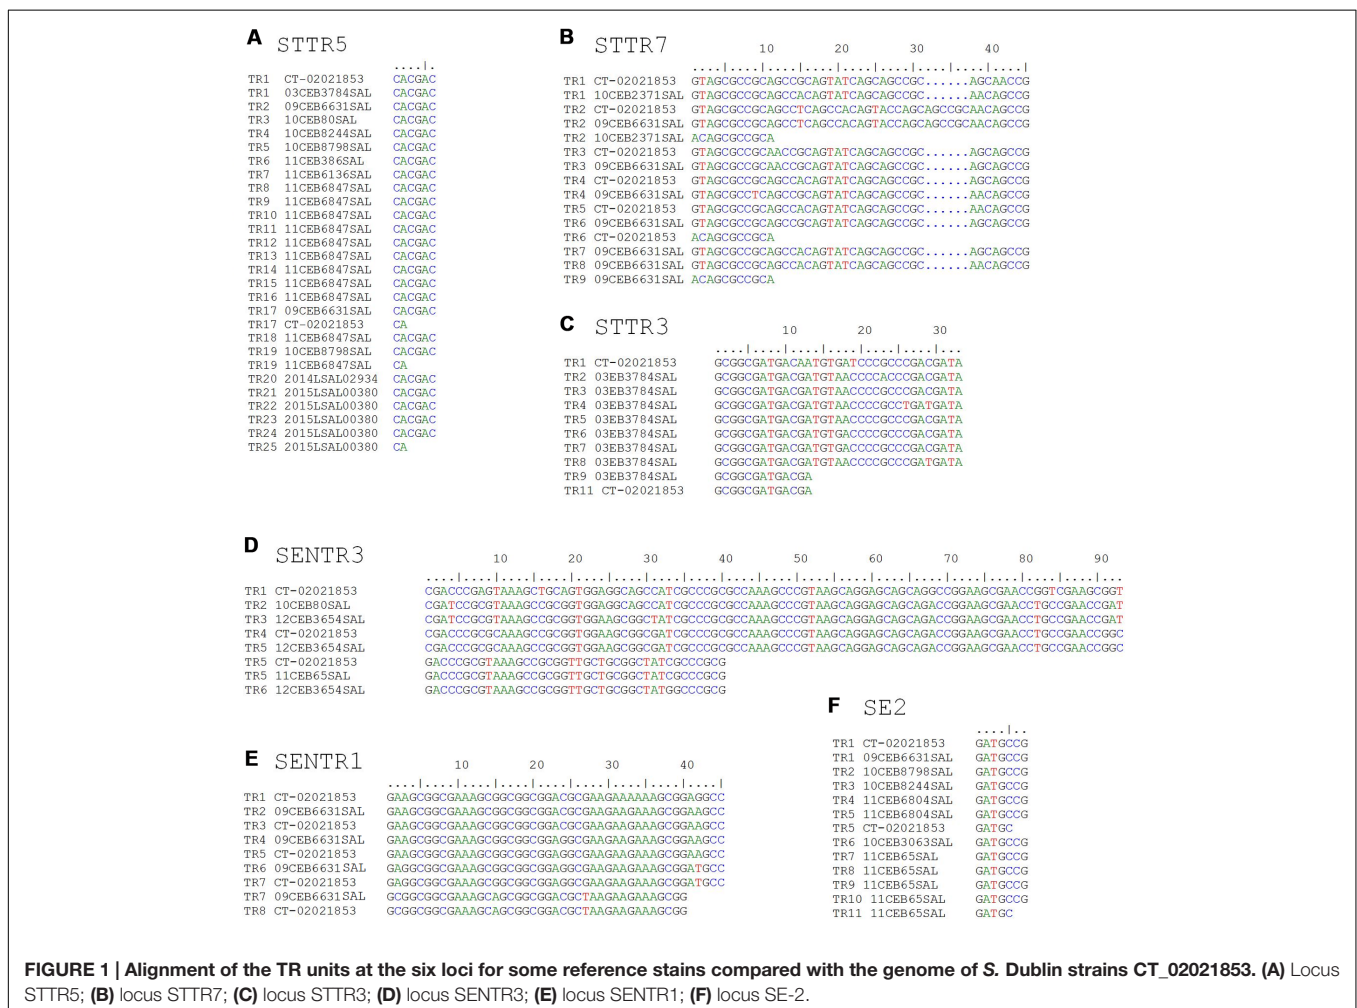 A STTR5
....|.
TR1 CT-02021853 CACGAC
TR1 03CEB3784SAL CACGAC
TR2 09CEB6631SAL CACGAC
TR3 10CEB80SAL CACGAC
TR4 10CEB8244SAL CACGAC
TR5 10CEB8798SAL CACGAC
TR6 11CEB386SAL CACGAC
TR7 11CEB6136SAL CACGAC
TR8 11CEB6847SAL CACGAC
TR9 11CEB6847SAL CACGAC
TR10 11CEB6847SAL CACGAC
TR11 11CEB6847SAL CACGAC
TR12 11CEB6847SAL CACGAC
TR13 11CEB6847SAL CACGAC
TR14 11CEB6847SAL CACGAC
TR15 11CEB6847SAL CACGAC
TR16 11CEB6847SAL CACGAC
TR17 09CEB6631SAL CACGAC
TR17 CT-02021853 CA
TR18 11CEB6847SAL CACGAC
TR19 10CEB8798SAL CACGAC
TR19 11CEB6847SAL CA
TR20 2014LSAL02934 CACGAC
TR21 2015LSAL00380 CACGAC
TR22 2015LSAL00380 CACGAC
TR23 2015LSAL00380 CACGAC
TR24 2015LSAL00380 CACGAC
TR25 2015LSAL00380 CA
B STTR7
10 20 30 40
....|....|....|....|....|....|....|....|....|
TR1 CT-02021853 GTAGCGCCGCAGCCGCAGTATCAGCAGCCGC......AGCAACCG
TR1 10CEB2371SAL GTAGCGCCGCAGCCACAGTATCAGCAGCCGC......AACAGCCG
TR2 CT-02021853 GTAGCGCCGCAGCCTCAGCCACAGTACCAGCAGCCGCAACAGCCG
TR2 09CEB6631SAL GTAGCGCCGCAGCCTCAGCCACAGTACCAGCAGCCGCAACAGCCG
TR2 10CEB2371SAL ACAGCGCCGCA
TR3 CT-02021853 GTAGCGCCGCAACCGCAGTATCAGCAGCCGC......AGCAGCCG
TR3 09CEB6631SAL GTAGCGCCGCAACCGCAGTATCAGCAGCCGC......AGCAGCCG
TR4 CT-02021853 GTAGCGCCGCAGCCACAGTATCAGCAGCCGC......AGCAGCCG
TR4 09CEB6631SAL GTAGCGCCTCAGCCGCAGTATCAGCAGCCGC......AGCAGCCG
TR5 CT-02021853 GTAGCGCCGCAGCCACAGTATCAGCAGCCGC......AACAGCCG
TR6 09CEB6631SAL GTAGCGCCGCAGCCGCAGTATCAGCAGCCGC......AACAGCCG
TR6 CT-02021853 ACAGCGCCGCA
TR7 09CEB6631SAL GTAGCGCCGCAGCCACAGTATCAGCAGCCGC......AGCAGCCG
TR8 09CEB6631SAL GTAGCGCCGCAGCCACAGTATCAGCAGCCGC......AACAGCCG
TR9 09CEB6631SAL ACAGCGCCGCA
C STTR3
10 20 30
....|....|....|....|....|....|...
TR1 CT-02021853 GCGGCGATGACAATGTGATCCCGCCCGACGATA
TR2 03EB3784SAL GCGGCGATGACGATGTAACCCCACCCGACGATA
TR3 03EB3784SAL GCGGCGATGACGATGTAACCCCGCCCGACGATA
TR4 03EB3784SAL GCGGCGATGACGATGTAACCCCGCCTGATGATA
TR5 03EB3784SAL GCGGCGATGACGATGTAACCCCGCCCGACGATA
TR6 03EB3784SAL GCGGCGATGACGATGTGACCCCGCCCGACGATA
TR7 03EB3784SAL GCGGCGATGACGATGTGACCCCGCCCGACGATA
TR8 03EB3784SAL GCGGCGATGACGATGTAACCCCGCCCGATGATA
TR9 03EB3784SAL GCGGCGATGACGA
TR11 CT-02021853 GCGGCGATGACGA
D SENTR3
10 20 30 40 50 60 70 80 90
....|....|....|....|....|....|....|....|....|....|....|....|....|....|....|....|....|....|...
TR1 CT-02021853 CGACCCGAGTAAAGCTGCAGTGGAGGCAGCCATCGCCCGCGCCAAAGCCCGTAAGCAGGAGCAGCAGGCCGGAAGCGAACCGGTCGAAGCGGT
TR2 10CEB80SAL CGATCCGCGTAAAGCCGCGGTGGAGGCAGCCATCGCCCGCGCCAAAGCCCGTAAGCAGGAGCAGCAGACCGGAAGCGAACCTGCCGAACCGAT
TR3 12CEB3654SAL CGATCCGCGTAAAGCCGCGGTGGAAGCGGCTATCGCCCGCGCCAAAGCCCGTAAGCAGGAGCAGCAGACCGGAAGCGAACCTGCCGAACCGAT
TR4 CT-02021853 CGACCCGCGCAAAGCCGCGGTGGAAGCGGCGATCGCCCGCGCCAAAGCCCGTAAGCAGGAGCAGCAGACCGGAAGCGAACCTGCCGAACCGGC
TR5 12CEB3654SAL CGACCCGCGCAAAGCCGCGGTGGAAGCGGCGATCGCCCGCGCCAAAGCCCGTAAGCAGGAGCAGCAGACCGGAAGCGAACCTGCCGAACCGGC
TR5 CT-02021853 GACCCGCGTAAAGCCGCGGTTGCTGCGGCTATCGCCCGCG
TR5 11CEB65SAL GACCCGCGTAAAGCCGCGGTTGCTGCGGCTATCGCCCGCG
TR6 12CEB3654SAL GACCCGCGTAAAGCCGCGGTTGCTGCGGCTATGGCCCGCG
E SENTR1
10 20 30 40
....|....|....|....|....|....|....|....|....|
TR1 CT-02021853 GAAGCGGCGAAAGCGGCGGCGGACGCGAAGAAAAAAGCGGAGGCC
TR2 09CEB6631SAL GAAGCGGCGAAAGCGGCGGCGGACGCGAAGAAGAAAGCGGAAGCC
TR3 CT-02021853 GAAGCGGCGAAAGCGGCGGCGGACGCGAAGAAGAAAGCGGAAGCC
TR4 09CEB6631SAL GAAGCGGCGAAAGCGGCGGCGGAGGCGAAGAAGAAAGCGGAAGCC
TR5 CT-02021853 GAAGCGGCGAAAGCGGCGGCGGAGGCGAAGAAGAAAGCGGAAGCC
TR6 09CEB6631SAL GAGGCGGCGAAAGCGGCGGCGGAGGCGAAGAAGAAAGCGGATGCC
TR7 CT-02021853 GAGGCGGCGAAAGCGGCGGCGGAGGCGAAGAAGAAAGCGGATGCC
TR7 09CEB6631SAL GCGGCGGCGAAAGCAGCGGCGGACGCTAAGAAGAAAGCGG
TR8 CT-02021853 GCGGCGGCGAAAGCAGCGGCGGACGCTAAGAAGAAAGCGG
F SE2
....|..
TR1 CT-02021853 GATGCCG
TR1 09CEB6631SAL GATGCCG
TR2 10CEB8798SAL GATGCCG
TR3 10CEB8244SAL GATGCCG
TR4 11CEB6804SAL GATGCCG
TR5 11CEB6804SAL GATGCCG
TR5 CT-02021853 GATGC
TR6 10CEB3063SAL GATGCCG
TR7 11CEB65SAL GATGCCG
TR8 11CEB65SAL GATGCCG
TR9 11CEB65SAL GATGCCG
TR10 11CEB65SAL GATGCCG
TR11 11CEB65SAL GATGC
FIGURE 1 | Alignment of the TR units at the six loci for some reference stains compared with the genome of S. Dublin strains CT_02021853. (A) Locus
STTR5; (B) locus STTR7; (C) locus STTR3; (D) locus SENTR3; (E) locus SENTR1; (F) locus SE-2.